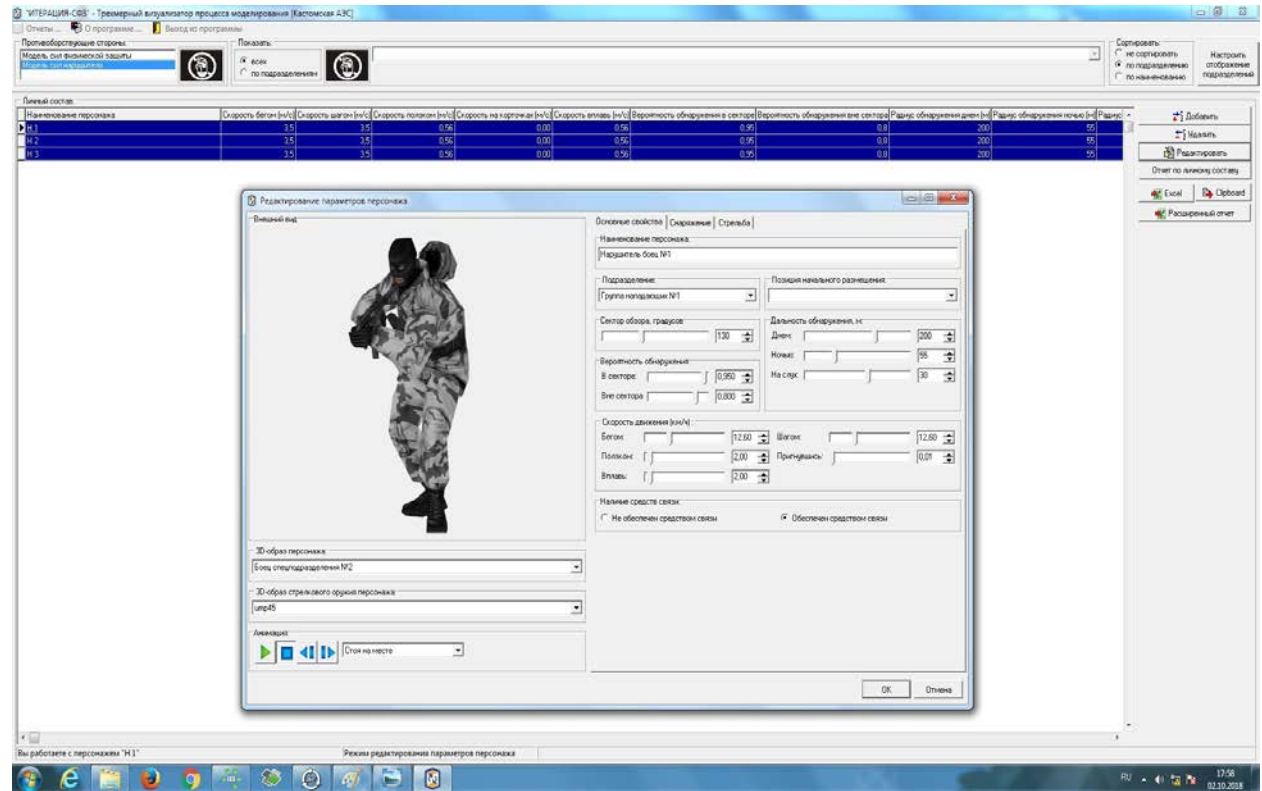 "ИТЕРАЦИЯ-СФЗ" - Трехмерный визуализатор процесса моделирования [Кастомская АЭС]
Отчеты ... О программе ... Выход из программы
Противоборствующие стороны:
Модель сил физической защиты
Модель сил нарушителя
Показать:
всех
по подразделениям
Сортировать:
не сортировать
по подразделению
по наименованию
Настроить отображение подразделений
Личный состав
Наименование персонажа Скорость бегом (м/с) Скорость шагом (м/с) Скорость ползком (м/с) Скорость на карточках (м/с) Скорость вплавь (м/с) Вероятность обнаружения в секторе Вероятность обнаружения вне сектора Радиус обнаружения днем (м) Радиус обнаружения ночью (м) Радиус
Н 1 3,5 3,5 0,56 0,00 0,56 0,95 0,8 200 55
Н 2 3,5 3,5 0,56 0,00 0,56 0,95 0,8 200 55
Н 3 3,5 3,5 0,56 0,00 0,56 0,95 0,8 200 55
Добавить
Удалить
Редактировать
Отчет по личному составу
Excel Clipboard
Расширенный отчет
Редактирование параметров персонажа
Внешний вид:
3D-образ персонажа:
Боец спецподразделения №2
3D-образ стрелкового оружия персонажа:
ump45
Анимация:
Стоя на месте
Основные свойства Снаряжение Стрельба
Наименование персонажа:
Нарушитель боец №1
Подразделение: Позиция начального размещения:
Группа нападающих №1
Сектор обзора, градусов
130
Вероятность обнаружения:
В секторе: 0,950
Вне сектора: 0,800
Дальность обнаружения, м:
Днем: 200
Ночью: 55
На слух: 30
Скорость движения (км/ч):
Бегом: 12,60 Шагом: 12,60
Ползком: 2,00 Пригнувшись: 0,01
Вплавь: 2,00
Наличие средств связи:
Не обеспечен средством связи Обеспечен средством связи
OK Отмена
Вы работаете с персонажем "Н 1" Режим редактирования параметров персонажа
RU 17:58
02.10.2018